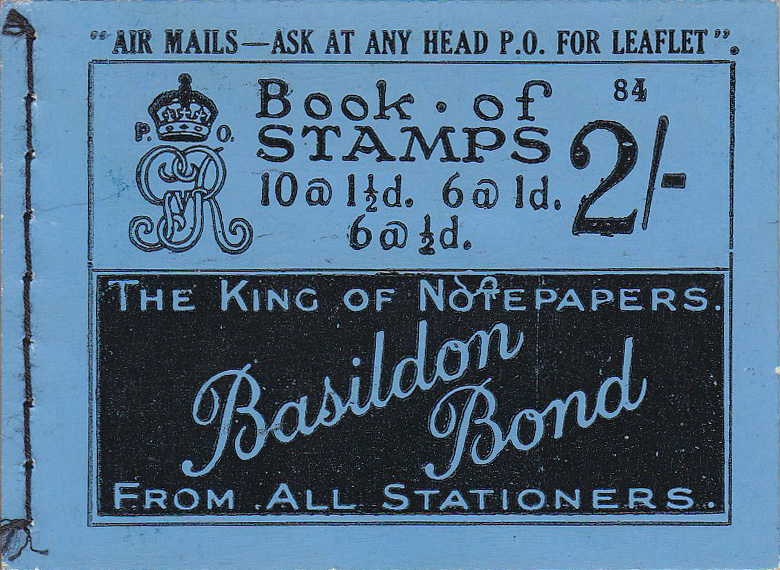 "AIR MAILS—ASK AT ANY HEAD P.O. FOR LEAFLET".
84
P. O.
GvR
Book · of
STAMPS
2/-
10@1½d. 6@1d.
6@½d.
THE KING OF NOTEPAPERS.
Basildon
Bond
FROM ALL STATIONERS.